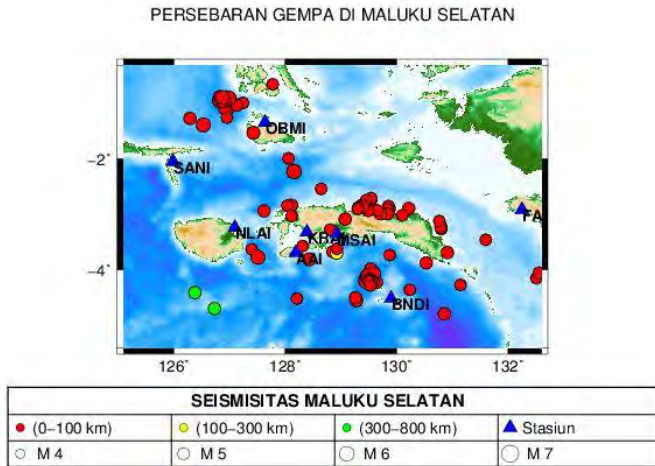 PERSEBARAN GEMPA DI MALUKU SELATAN
OBMI
−2°
SANI
FA
NLAI
KRAI
MSAI
AAI
−4°
BNDI
126° 128° 130° 132°
SEISMISITAS MALUKU SELATAN
(0−100 km) (100−300 km) (300−800 km) Stasiun
M 4 M 5 M 6 M 7